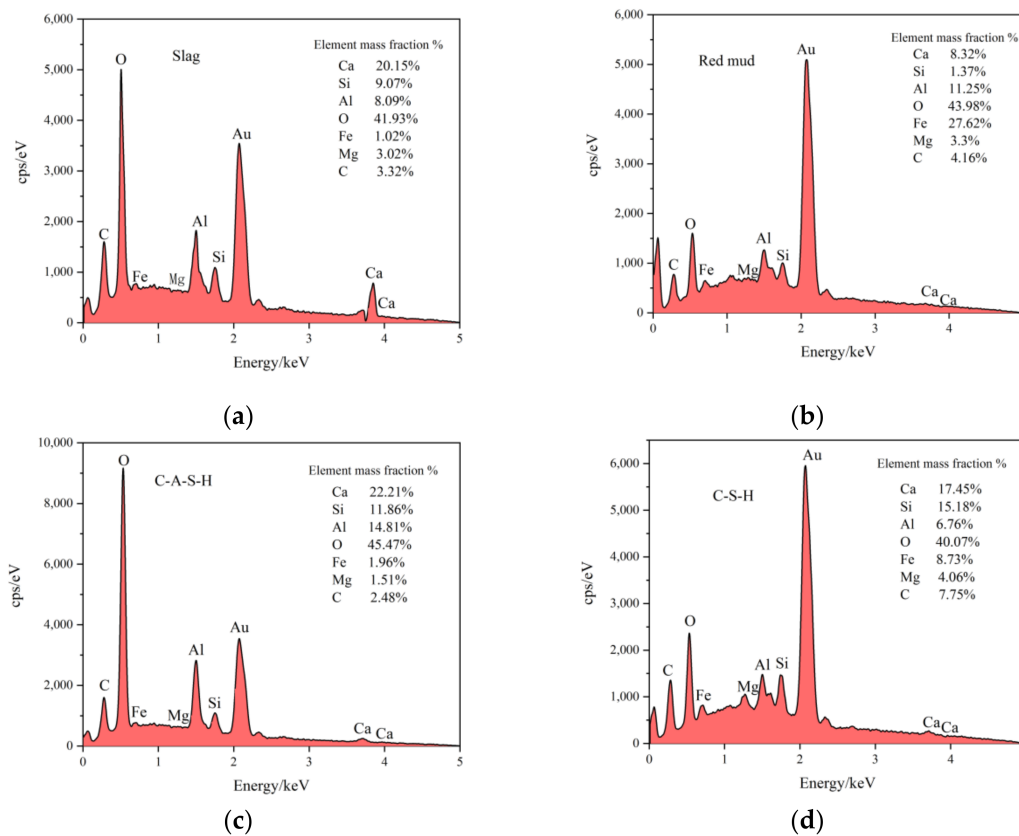 6,000
5,000
4,000
3,000
2,000
1,000
0
cps/eV
0
1
2
3
4
5
Energy/keV
Slag
Element mass fraction %
Ca 20.15%
Si 9.07%
Al 8.09%
O 41.93%
Fe 1.02%
Mg 3.02%
C 3.32%
C
O
Fe
Mg
Al
Si
Au
Ca
Ca
(a)
6,000
5,000
4,000
3,000
2,000
1,000
0
cps/eV
0
1
2
3
4
Energy/keV
Red mud
Element mass fraction %
Ca 8.32%
Si 1.37%
Al 11.25%
O 43.98%
Fe 27.62%
Mg 3.3%
C 4.16%
C
O
Fe
Mg
Al
Si
Au
Ca
Ca
(b)
10,000
8,000
6,000
4,000
2,000
0
cps/eV
0
1
2
3
4
5
Energy/keV
C-A-S-H
Element mass fraction %
Ca 22.21%
Si 11.86%
Al 14.81%
O 45.47%
Fe 1.96%
Mg 1.51%
C 2.48%
C
O
Fe
Mg
Al
Si
Au
Ca
Ca
(c)
6,000
5,000
4,000
3,000
2,000
1,000
0
cps/eV
0
1
2
3
4
Energy/keV
C-S-H
Element mass fraction %
Ca 17.45%
Si 15.18%
Al 6.76%
O 40.07%
Fe 8.73%
Mg 4.06%
C 7.75%
C
O
Fe
Mg
Al
Si
Au
Ca
Ca
(d)